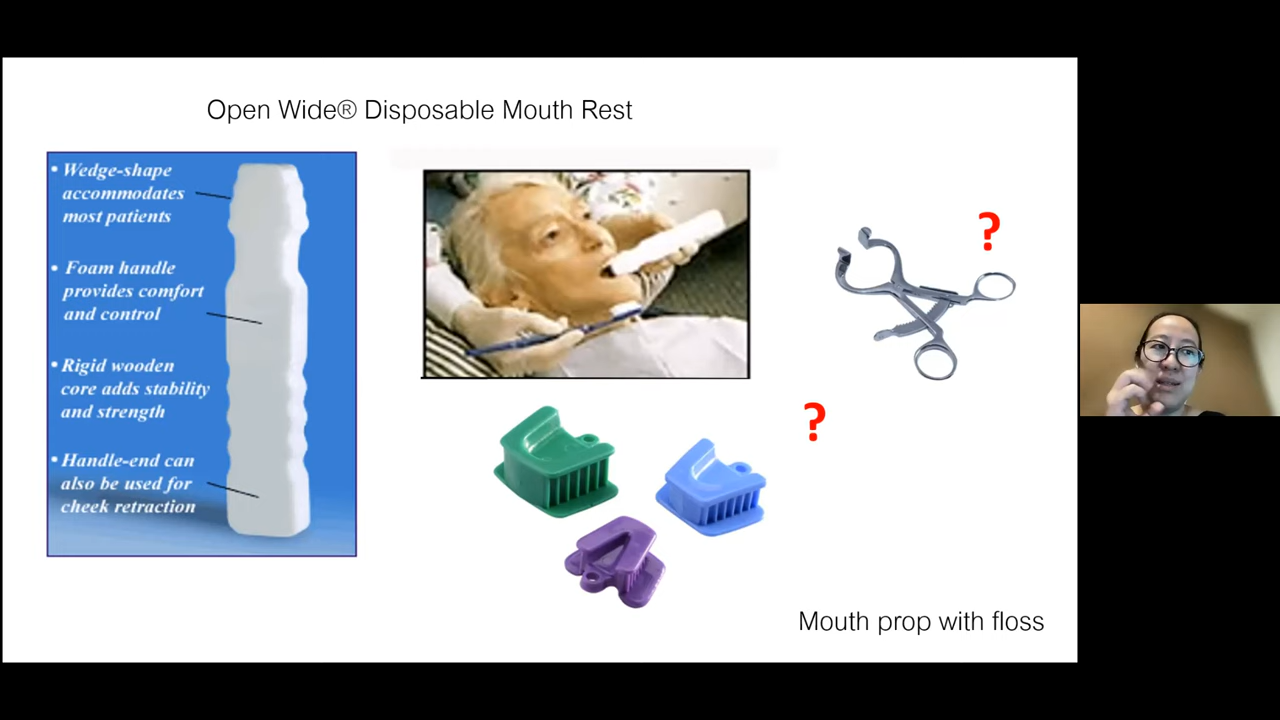 Open Wide® Disposable Mouth Rest
• Wedge-shape
accommodates
most patients
• Foam handle
provides comfort
and control
• Rigid wooden
core adds stability
and strength
• Handle-end can
also be used for
cheek retraction
?
?
Mouth prop with floss